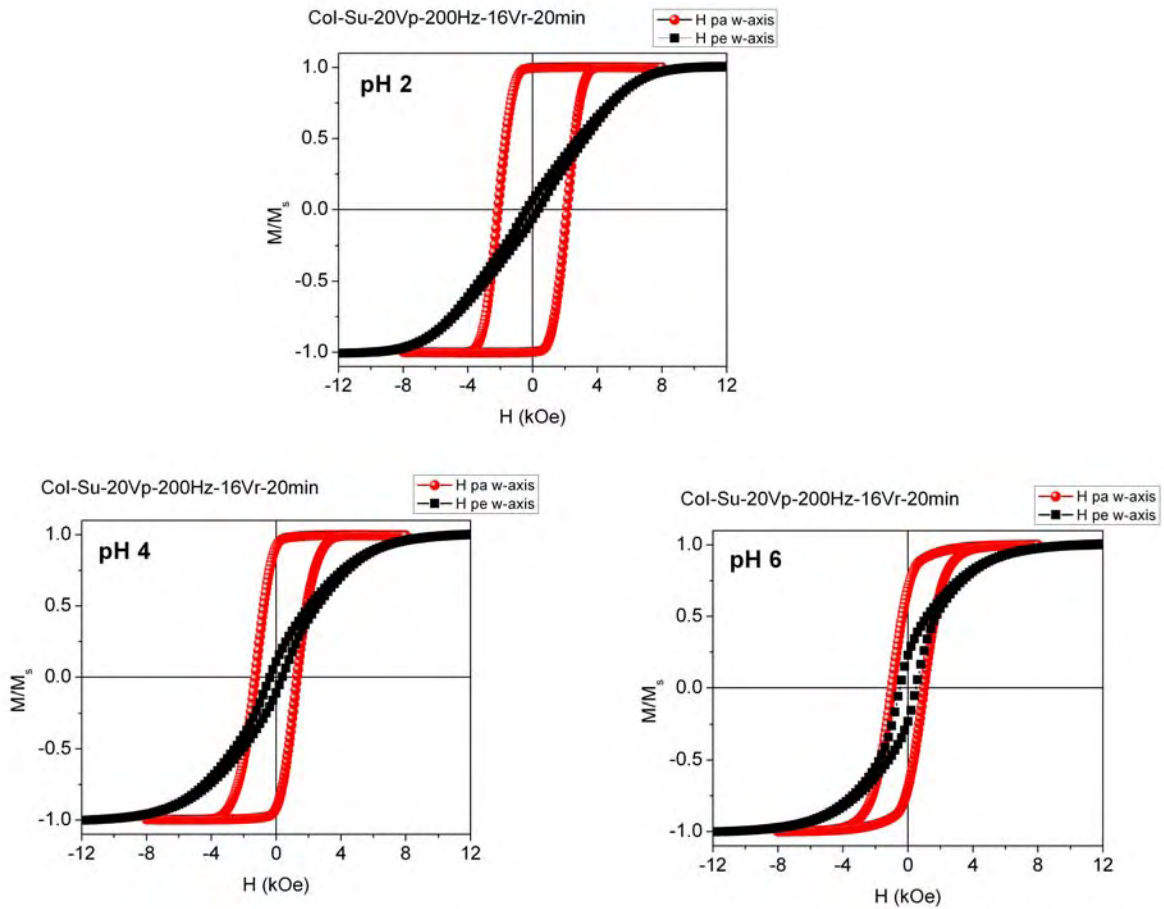 CoI-Su-20Vp-200Hz-16Vr-20min
H pa w-axis
H pe w-axis
pH 2
1.0
0.5
0.0
-0.5
-1.0
M/Ms
-12 -8 -4 0 4 8 12
H (kOe)
CoI-Su-20Vp-200Hz-16Vr-20min
H pa w-axis
H pe w-axis
pH 4
1.0
0.5
0.0
-0.5
-1.0
M/Ms
-12 -8 -4 0 4 8 12
H (kOe)
CoI-Su-20Vp-200Hz-16Vr-20min
H pa w-axis
H pe w-axis
pH 6
1.0
0.5
0.0
-0.5
-1.0
M/Ms
-12 -8 -4 0 4 8 12
H (kOe)